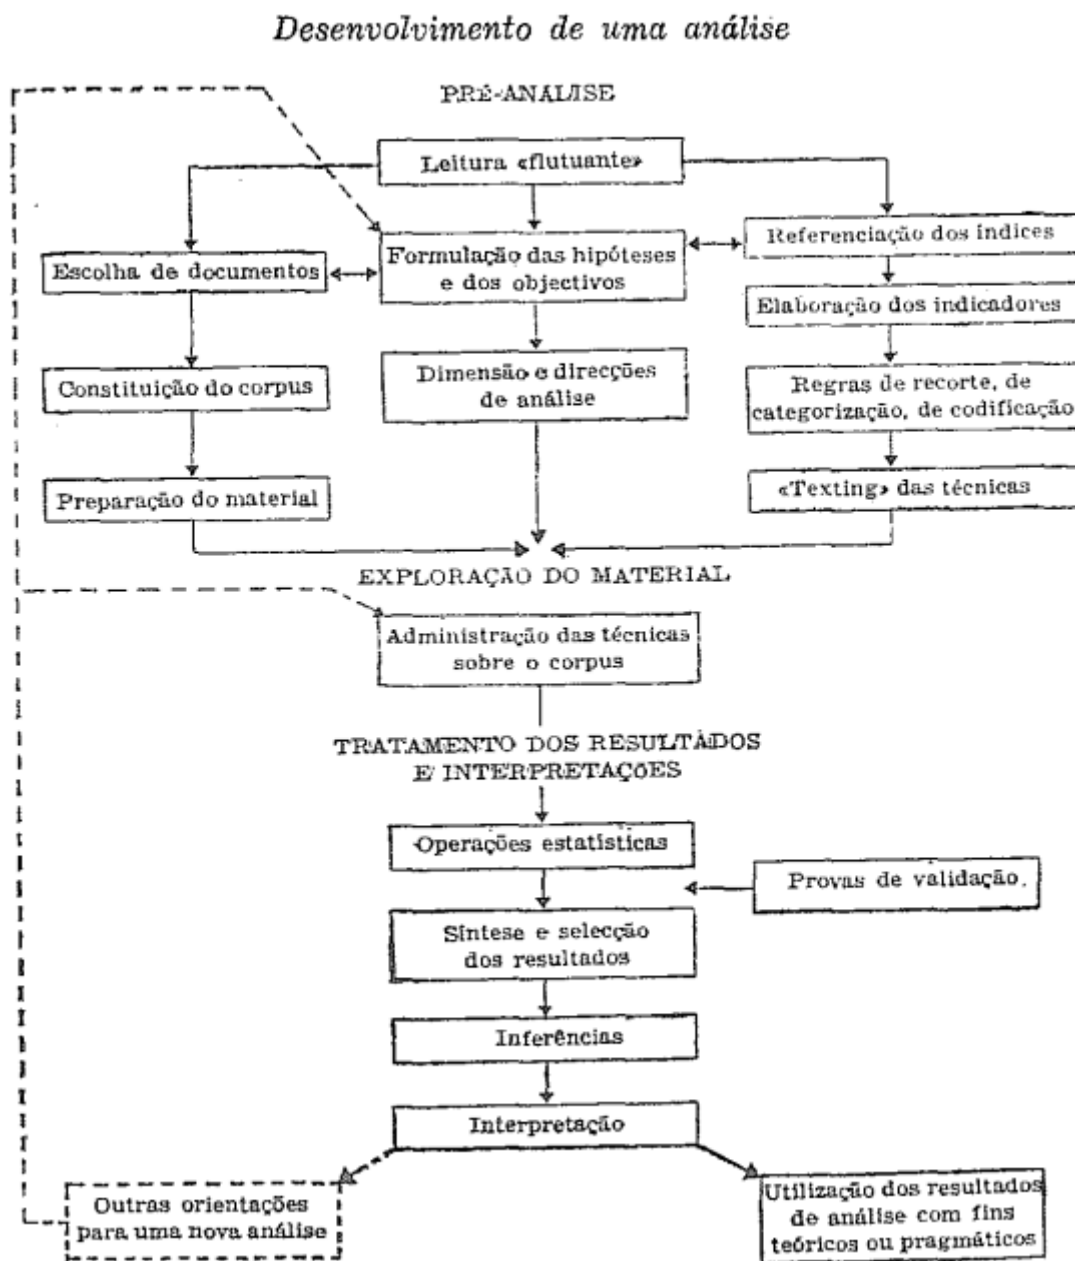 Desenvolvimento de uma análise
PRÉ-ANÁLISE
Leitura «flutuante»
Escolha de documentos
Formulação das hipóteses
e dos objectivos
Referenciação dos índices
Elaboração dos indicadores
Constituição do corpus
Dimensão e direcções
de análise
Regras de recorte, de
categorização, de codificação
Preparação do material
«Texting» das técnicas
EXPLORAÇÃO DO MATERIAL
Administração das técnicas
sobre o corpus
TRATAMENTO DOS RESULTADOS
E INTERPRETAÇÕES
Operações estatísticas
Provas de validação.
Síntese e selecção
dos resultados
Inferências
Interpretação
Outras orientações
para uma nova análise
Utilização dos resultados
de análise com fins
teóricos ou pragmáticos